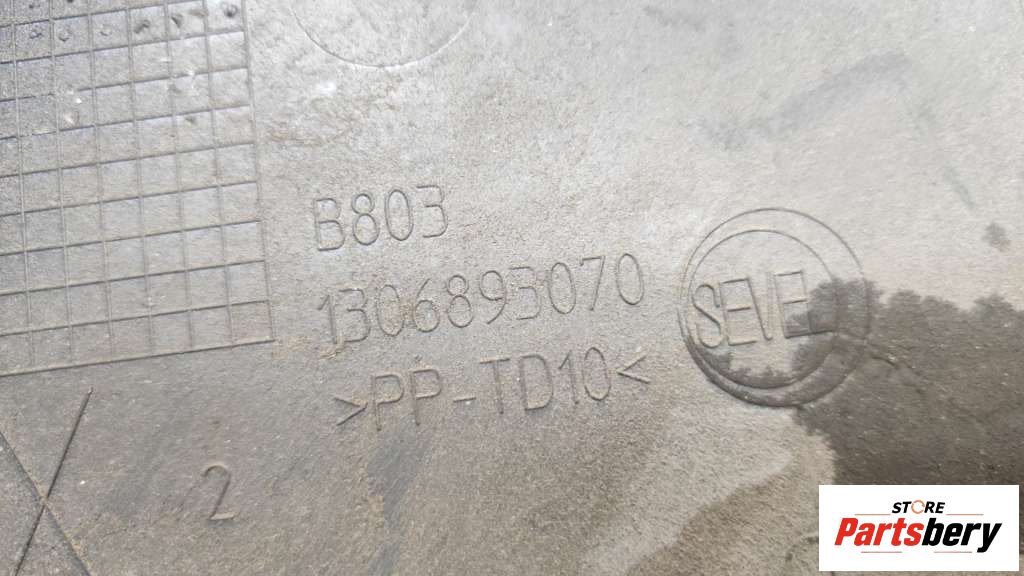 B803
1306893070
SEVEL
>PP-TD10<
2
STORE
Partsbery